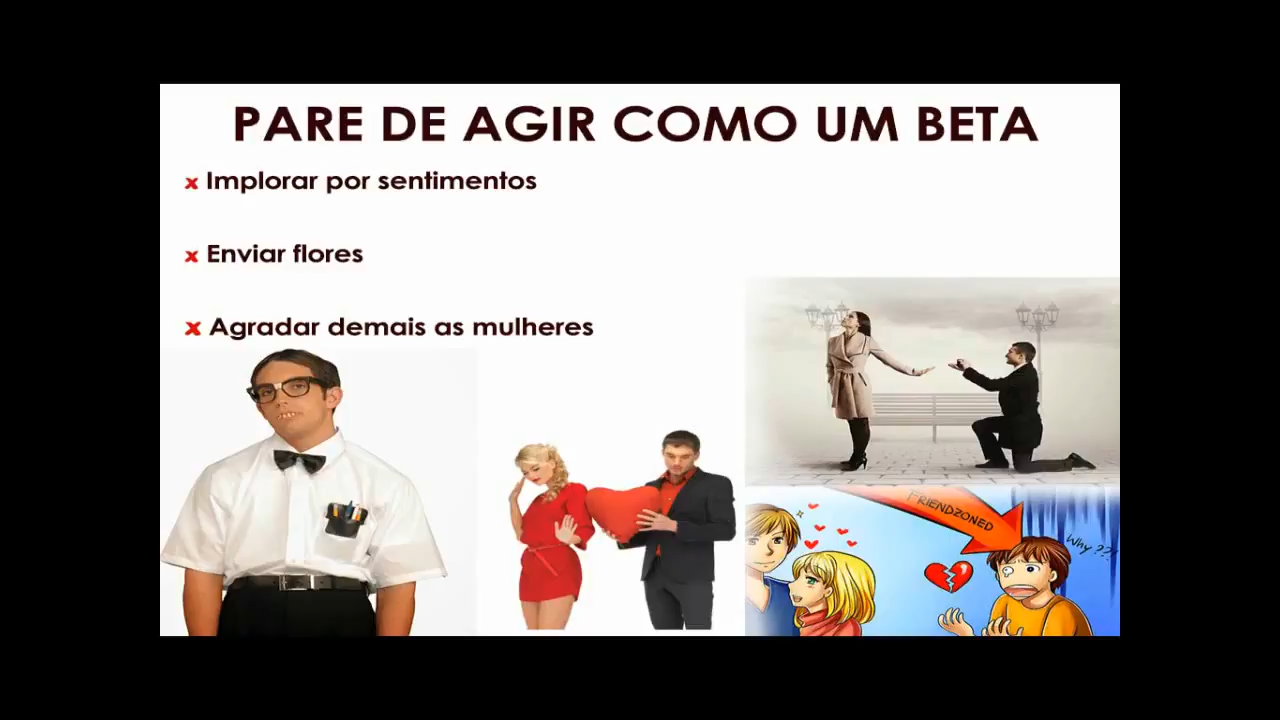 PARE DE AGIR COMO UM BETA
x Implorar por sentimentos
x Enviar flores
x Agradar demais as mulheres
FRIENDZONED
Why ???